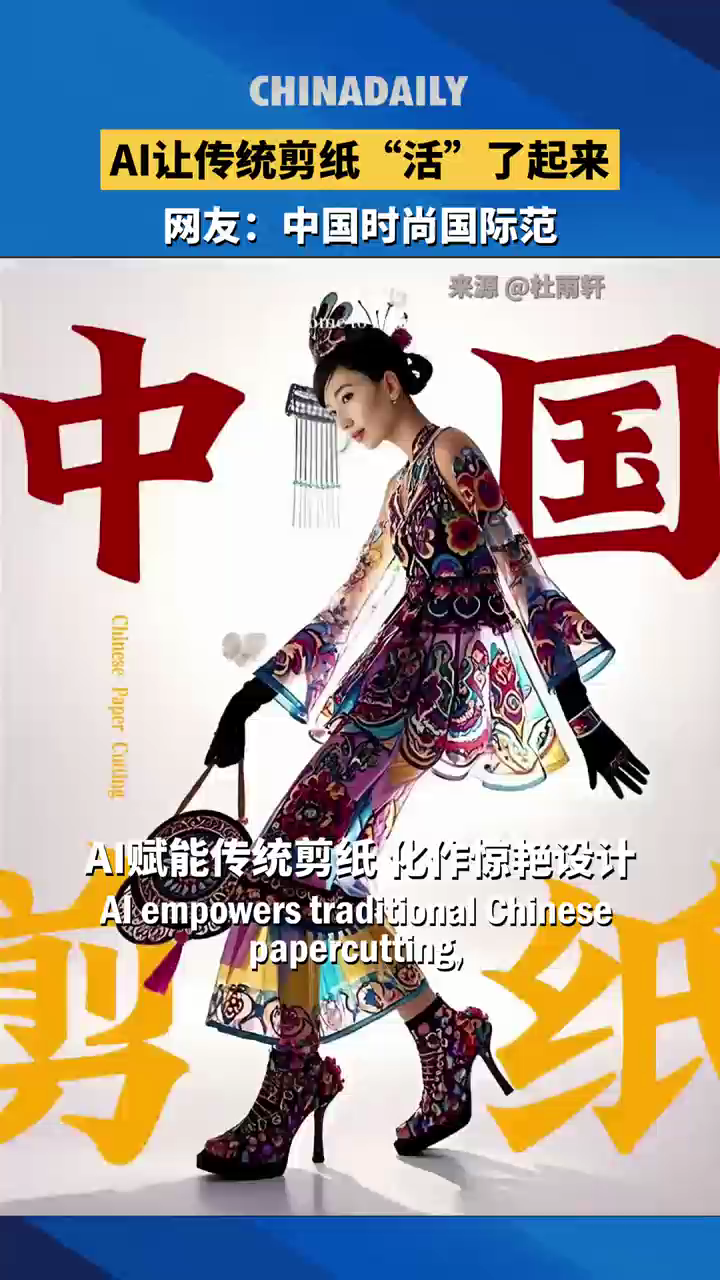 CHINADAILY
AI让传统剪纸“活”了起来
网友：中国时尚国际范
来源 @杜雨轩
中国
Chinese Paper Cutting
AI赋能传统剪纸 化作惊艳设计
AI empowers traditional Chinese
papercutting,
剪纸